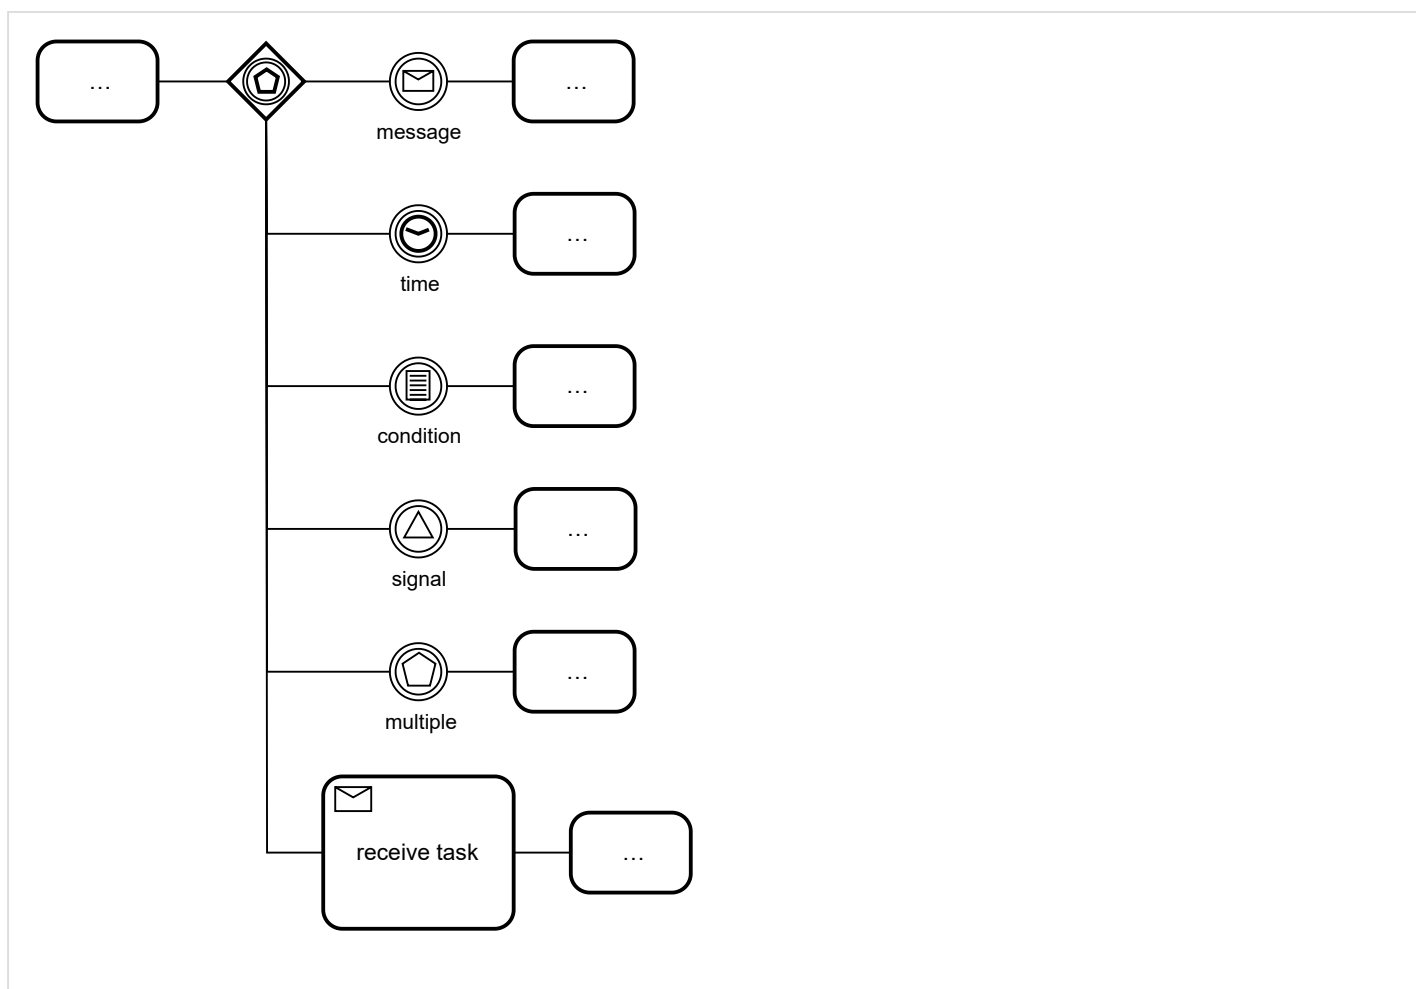 ...
...
message
...
time
...
condition
...
signal
...
multiple
receive task
...